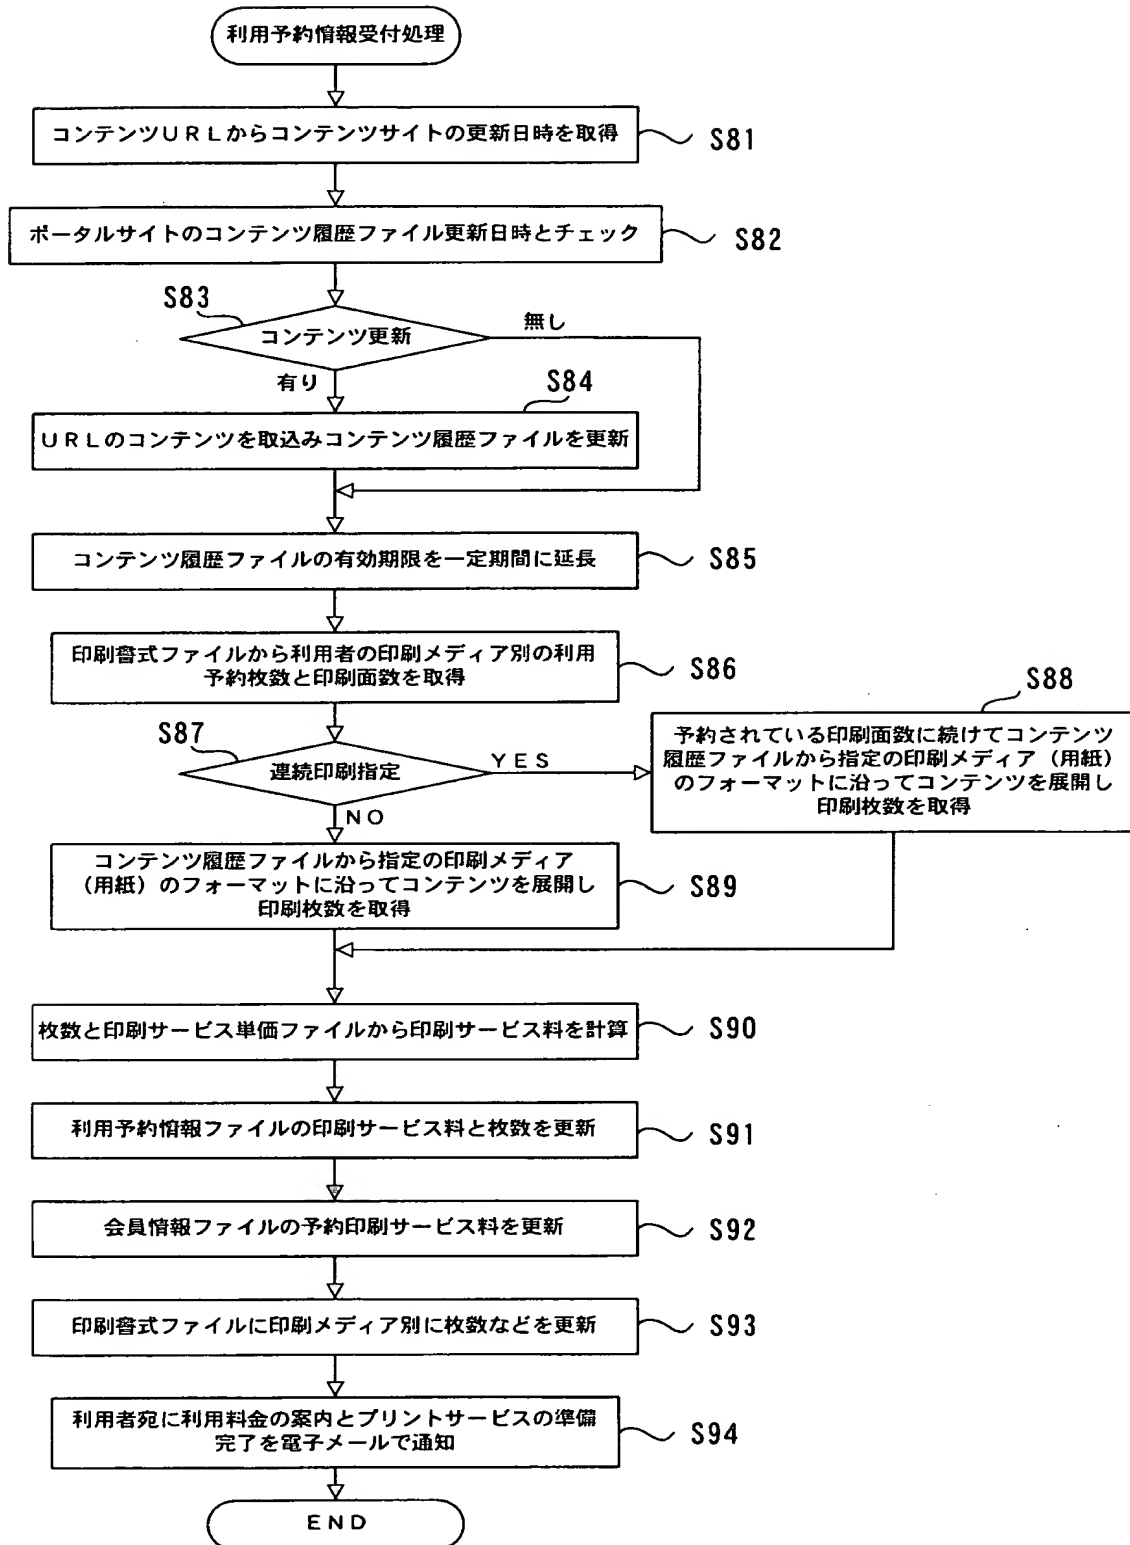 利用予約情報受付処理
コンテンツＵＲＬからコンテンツサイトの更新日時を取得
S81
ポータルサイトのコンテンツ履歴ファイル更新日時とチェック
S82
S83
コンテンツ更新
無し
有り
S84
ＵＲＬのコンテンツを取込みコンテンツ履歴ファイルを更新
コンテンツ履歴ファイルの有効期限を一定期間に延長
S85
印刷書式ファイルから利用者の印刷メディア別の利用
予約枚数と印刷面数を取得
S86
S87
連続印刷指定
ＹＥＳ
ＮＯ
S88
予約されている印刷面数に続けてコンテンツ
履歴ファイルから指定の印刷メディア（用紙）
のフォーマットに沿ってコンテンツを展開し
印刷枚数を取得
コンテンツ履歴ファイルから指定の印刷メディア
（用紙）のフォーマットに沿ってコンテンツを展開し
印刷枚数を取得
S89
枚数と印刷サービス単価ファイルから印刷サービス料を計算
S90
利用予約情報ファイルの印刷サービス料と枚数を更新
S91
会員情報ファイルの予約印刷サービス料を更新
S92
印刷書式ファイルに印刷メディア別に枚数などを更新
S93
利用者宛に利用料金の案内とプリントサービスの準備
完了を電子メールで通知
S94
ＥＮＤ